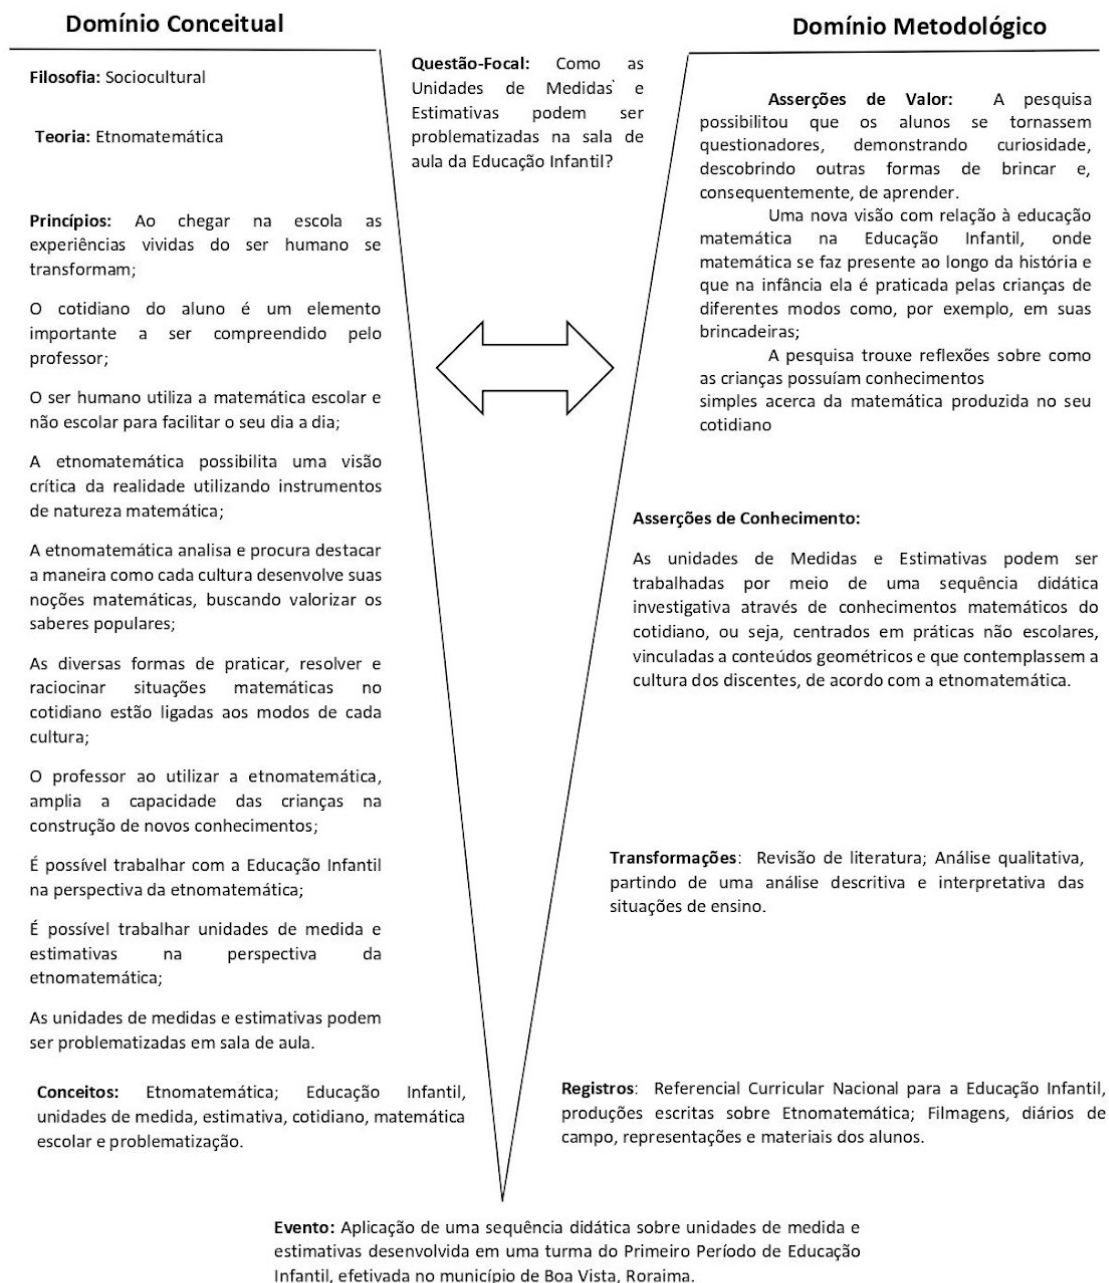 Domínio Conceitual
Filosofia: Sociocultural
Teoria: Etnomatemática
Princípios: Ao chegar na escola as
experiências vividas do ser humano se
transformam;
O cotidiano do aluno é um elemento
importante a ser compreendido pelo
professor;
O ser humano utiliza a matemática escolar e
não escolar para facilitar o seu dia a dia;
A etnomatemática possibilita uma visão
crítica da realidade utilizando instrumentos
de natureza matemática;
A etnomatemática analisa e procura destacar
a maneira como cada cultura desenvolve suas
noções matemáticas, buscando valorizar os
saberes populares;
As diversas formas de praticar, resolver e
raciocinar situações matemáticas no
cotidiano estão ligadas aos modos de cada
cultura;
O professor ao utilizar a etnomatemática,
amplia a capacidade das crianças na
construção de novos conhecimentos;
É possível trabalhar com a Educação Infantil
na perspectiva da etnomatemática;
É possível trabalhar unidades de medida e
estimativas na perspectiva da
etnomatemática;
As unidades de medidas e estimativas podem
ser problematizadas em sala de aula.
Conceitos: Etnomatemática; Educação Infantil,
unidades de medida, estimativa, cotidiano, matemática
escolar e problematização.
Questão-Focal: Como as
Unidades de Medidas` e
Estimativas podem ser
problematizadas na sala de
aula da Educação Infantil?
Domínio Metodológico
Asserções de Valor: A pesquisa
possibilitou que os alunos se tornassem
questionadores, demonstrando curiosidade,
descobrindo outras formas de brincar e,
consequentemente, de aprender.
Uma nova visão com relação à educação
matemática na Educação Infantil, onde
matemática se faz presente ao longo da história e
que na infância ela é praticada pelas crianças de
diferentes modos como, por exemplo, em suas
brincadeiras;
A pesquisa trouxe reflexões sobre como
as crianças possuíam conhecimentos
simples acerca da matemática produzida no seu
cotidiano
Asserções de Conhecimento:
As unidades de Medidas e Estimativas podem ser
trabalhadas por meio de uma sequência didática
investigativa através de conhecimentos matemáticos do
cotidiano, ou seja, centrados em práticas não escolares,
vinculadas a conteúdos geométricos e que contemplassem a
cultura dos discentes, de acordo com a etnomatemática.
Transformações: Revisão de literatura; Análise qualitativa,
partindo de uma análise descritiva e interpretativa das
situações de ensino.
Registros: Referencial Curricular Nacional para a Educação Infantil,
produções escritas sobre Etnomatemática; Filmagens, diários de
campo, representações e materiais dos alunos.
Evento: Aplicação de uma sequência didática sobre unidades de medida e
estimativas desenvolvida em uma turma do Primeiro Período de Educação
Infantil, efetivada no município de Boa Vista, Roraima.